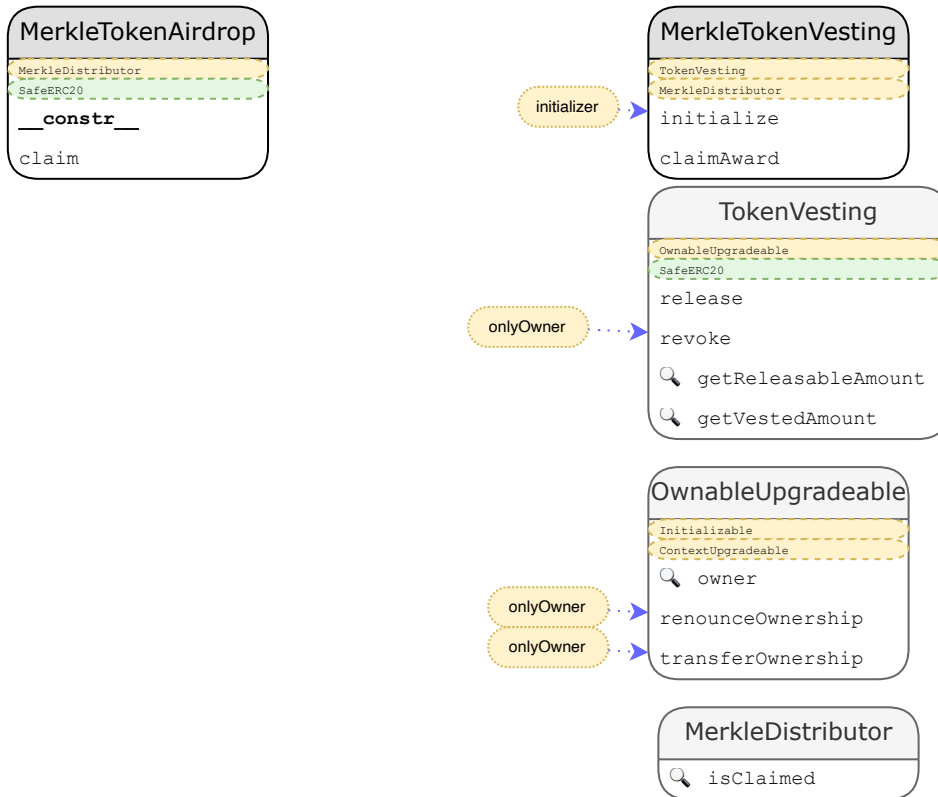 MerkleTokenAirdrop
MerkleDistributor
SafeERC20
__constr__
claim
MerkleTokenVesting
TokenVesting
MerkleDistributor
initializer
initialize
claimAward
TokenVesting
OwnableUpgradeable
SafeERC20
release
onlyOwner
revoke
getReleasableAmount
getVestedAmount
OwnableUpgradeable
Initializable
ContextUpgradeable
owner
onlyOwner
renounceOwnership
onlyOwner
transferOwnership
MerkleDistributor
isClaimed